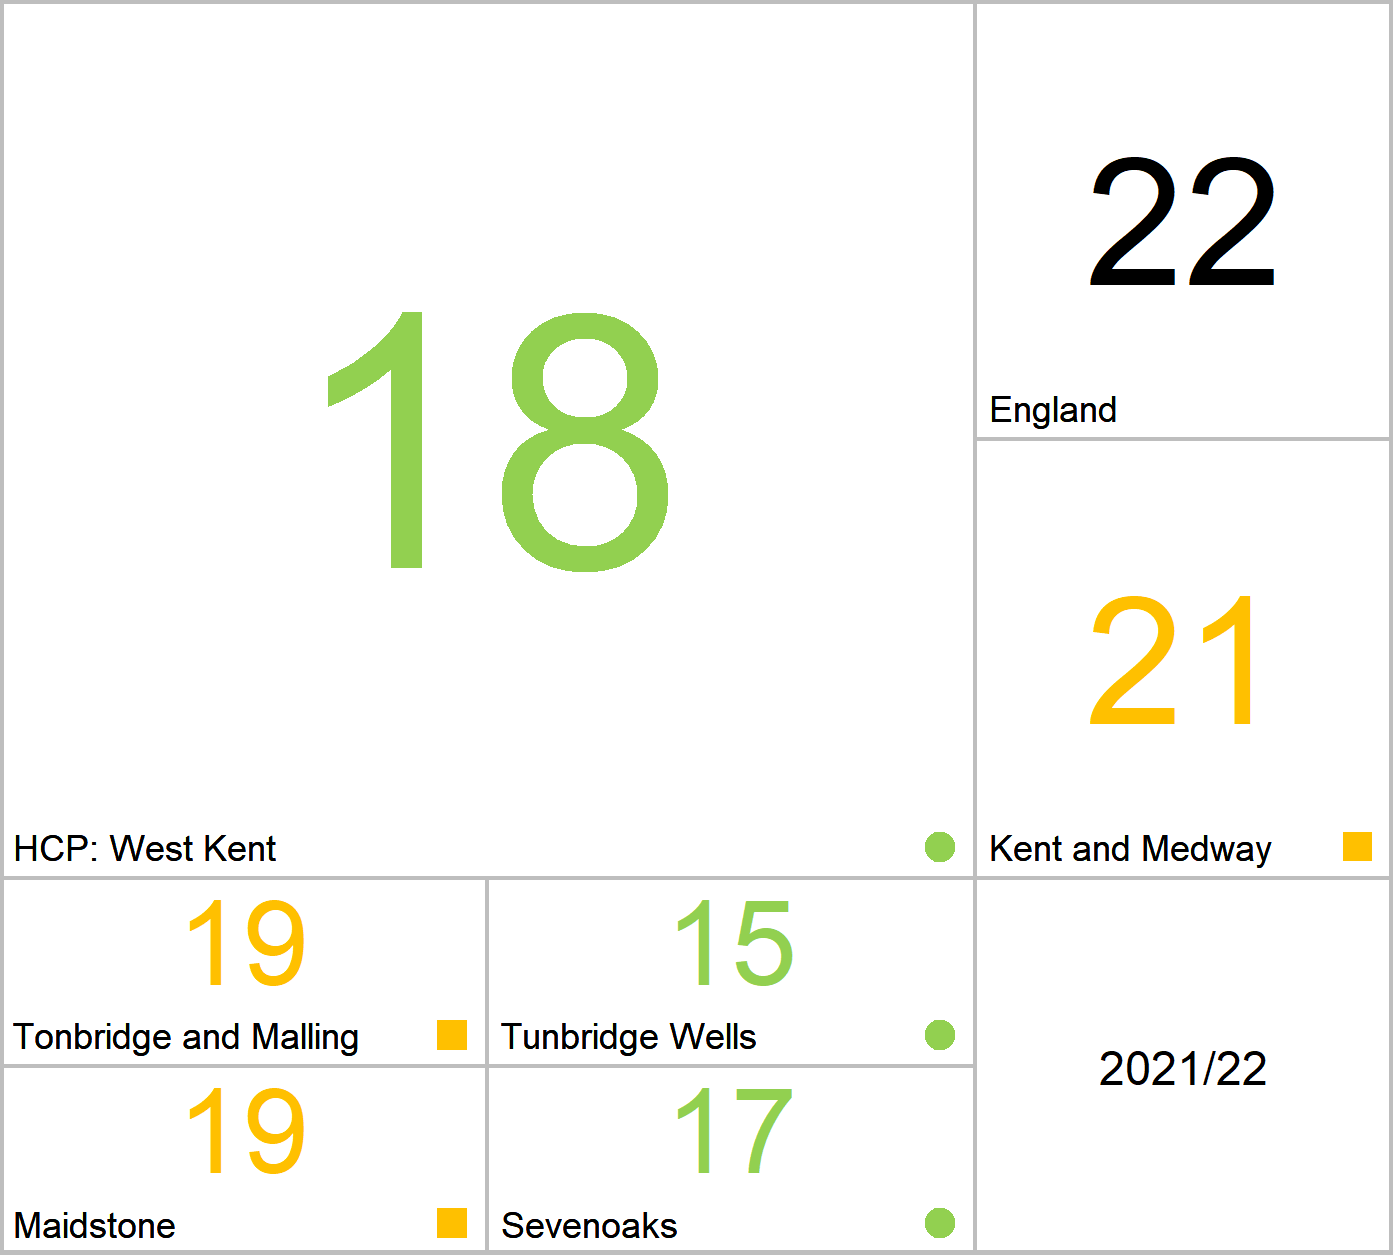 18
HCP: West Kent
22
England
21
Kent and Medway
19
Tonbridge and Malling
15
Tunbridge Wells
19
Maidstone
17
Sevenoaks
2021/22